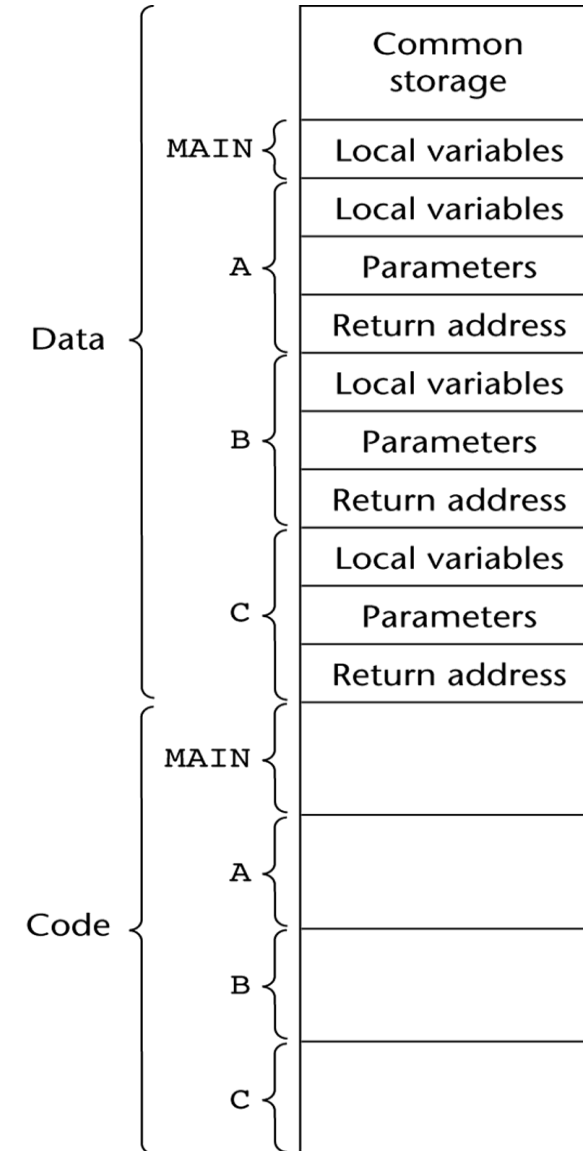 Common
storage
MAIN
Local variables
Local variables
A
Parameters
Return address
Data
Local variables
B
Parameters
Return address
Local variables
C
Parameters
Return address
MAIN
A
Code
B
C